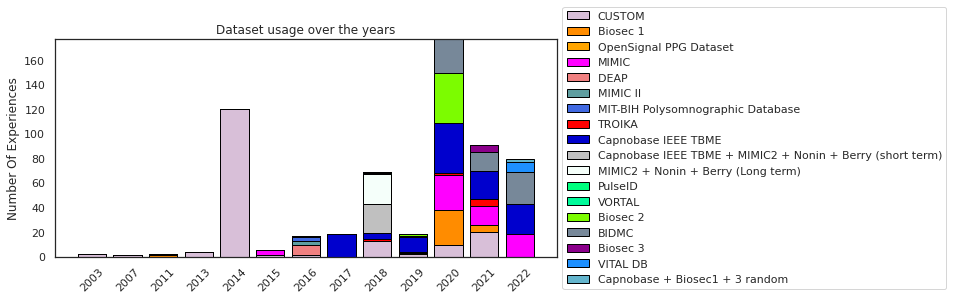 Dataset usage over the years
Number Of Experiences
160
140
120
100
80
60
40
20
0
2003
2007
2011
2013
2014
2015
2016
2017
2018
2019
2020
2021
2022
CUSTOM
Biosec 1
OpenSignal PPG Dataset
MIMIC
DEAP
MIMIC II
MIT-BIH Polysomnographic Database
TROIKA
Capnobase IEEE TBME
Capnobase IEEE TBME + MIMIC2 + Nonin + Berry (short term)
MIMIC2 + Nonin + Berry (Long term)
PulseID
VORTAL
Biosec 2
BIDMC
Biosec 3
VITAL DB
Capnobase + Biosec1 + 3 random